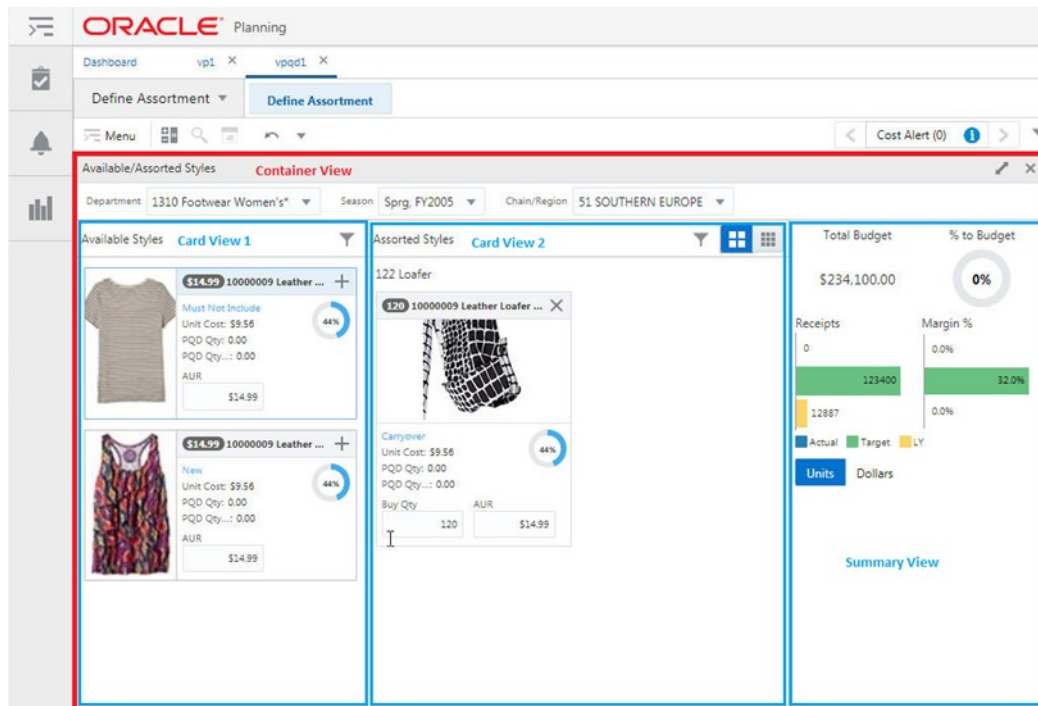 ORACLE® Planning
Dashboard vp1 × vpqd1 ×
Define Assortment Define Assortment
Menu Cost Alert (0)
Available/Assorted Styles Container View
Department 1310 Footwear Women's* Season Sprg, FY2005 Chain/Region 51 SOUTHERN EUROPE
Available Styles Card View 1
$14.99 10000009 Leather ...
Must Not Include
44%
Unit Cost: $9.56
PQD Qty: 0.00
PQD Qty...: 0.00
AUR
$14.99
$14.99 10000009 Leather ...
New
44%
Unit Cost: $9.56
PQD Qty: 0.00
PQD Qty...: 0.00
AUR
$14.99
Assorted Styles Card View 2
122 Loafer
120 10000009 Leather Loafer ...
Carryover
44%
Unit Cost: $9.56
PQD Qty: 0.00
PQD Qty...: 0.00
Buy Qty AUR
120 $14.99
Total Budget % to Budget
$234,100.00 0%
Receipts Margin %
0 0.0%
123400 32.0%
12887 0.0%
Actual Target LY
Units Dollars
Summary View